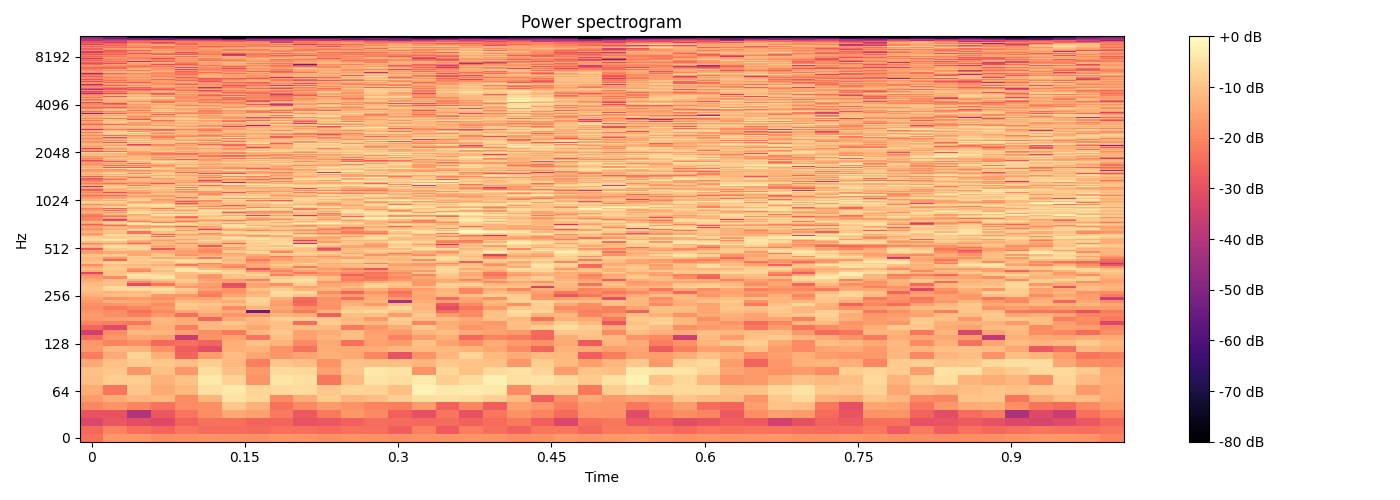 Power spectrogram
Hz
8192
4096
2048
1024
512
256
128
64
0
0 0.15 0.3 0.45 0.6 0.75 0.9
Time
+0 dB
-10 dB
-20 dB
-30 dB
-40 dB
-50 dB
-60 dB
-70 dB
-80 dB